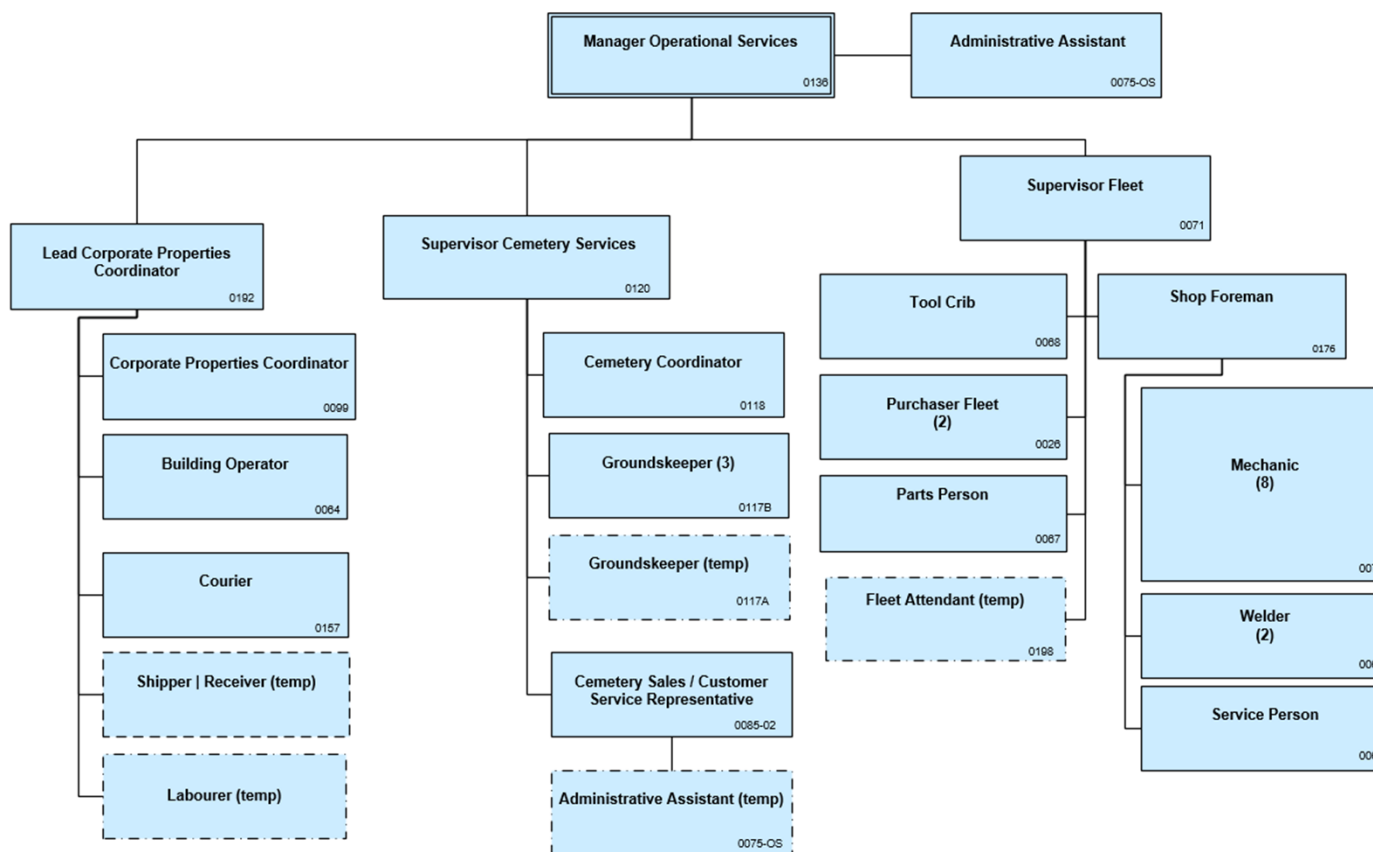 Manager Operational Services
0136
Administrative Assistant
0075-OS
Lead Corporate Properties
Coordinator
0192
Corporate Properties Coordinator
0099
Building Operator
0064
Courier
0157
Shipper | Receiver (temp)
Labourer (temp)
Supervisor Cemetery Services
0120
Cemetery Coordinator
0118
Groundskeeper (3)
0117B
Groundskeeper (temp)
0117A
Cemetery Sales / Customer
Service Representative
0085-02
Administrative Assistant (temp)
0075-OS
Supervisor Fleet
0071
Tool Crib
0068
Purchaser Fleet
(2)
0026
Parts Person
0067
Fleet Attendant (temp)
0198
Shop Foreman
0176
Mechanic
(8)
Welder
(2)
Service Person